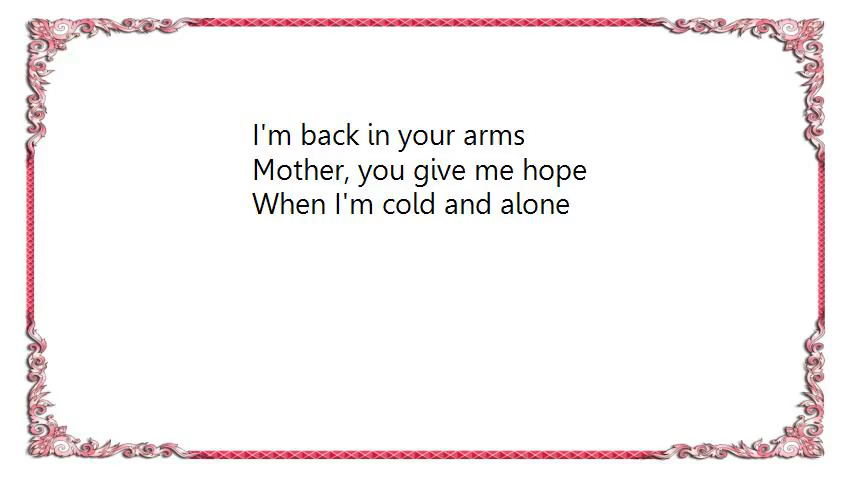 I'm back in your arms
Mother, you give me hope
When I'm cold and alone